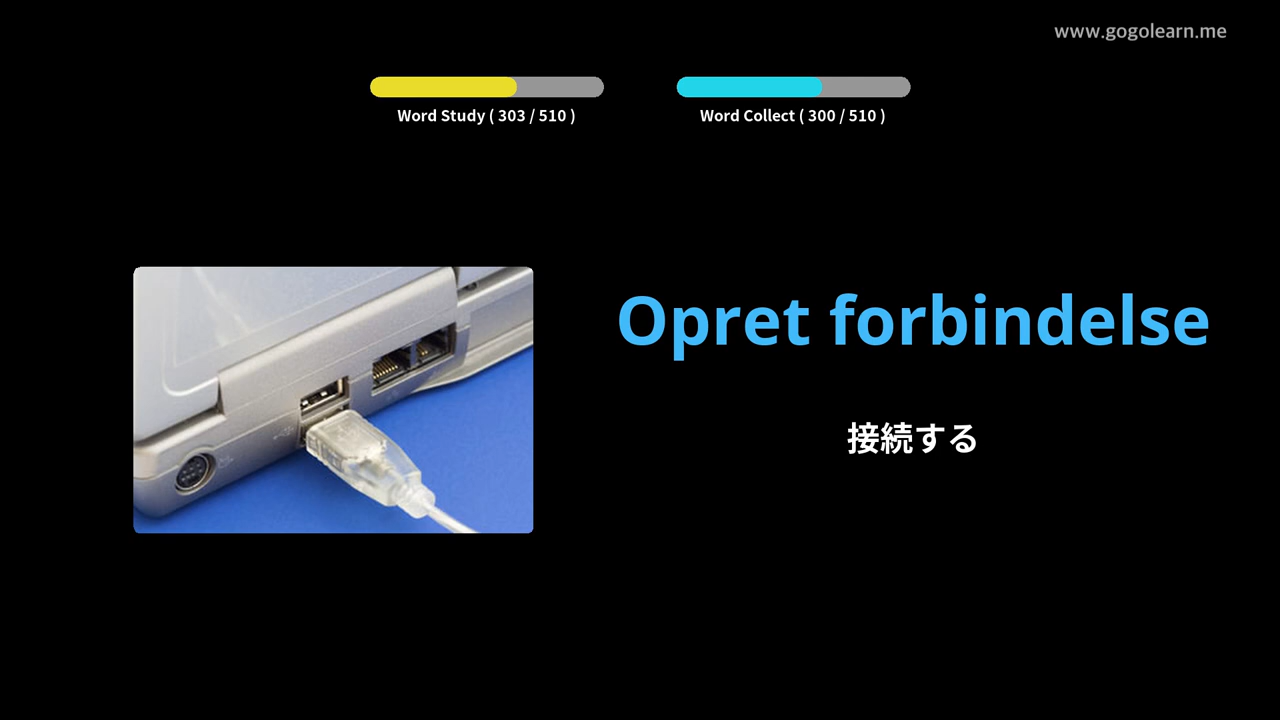 www.gogolearn.me
Word Study ( 303 / 510 )
Word Collect ( 300 / 510 )
Opret forbindelse
接続する